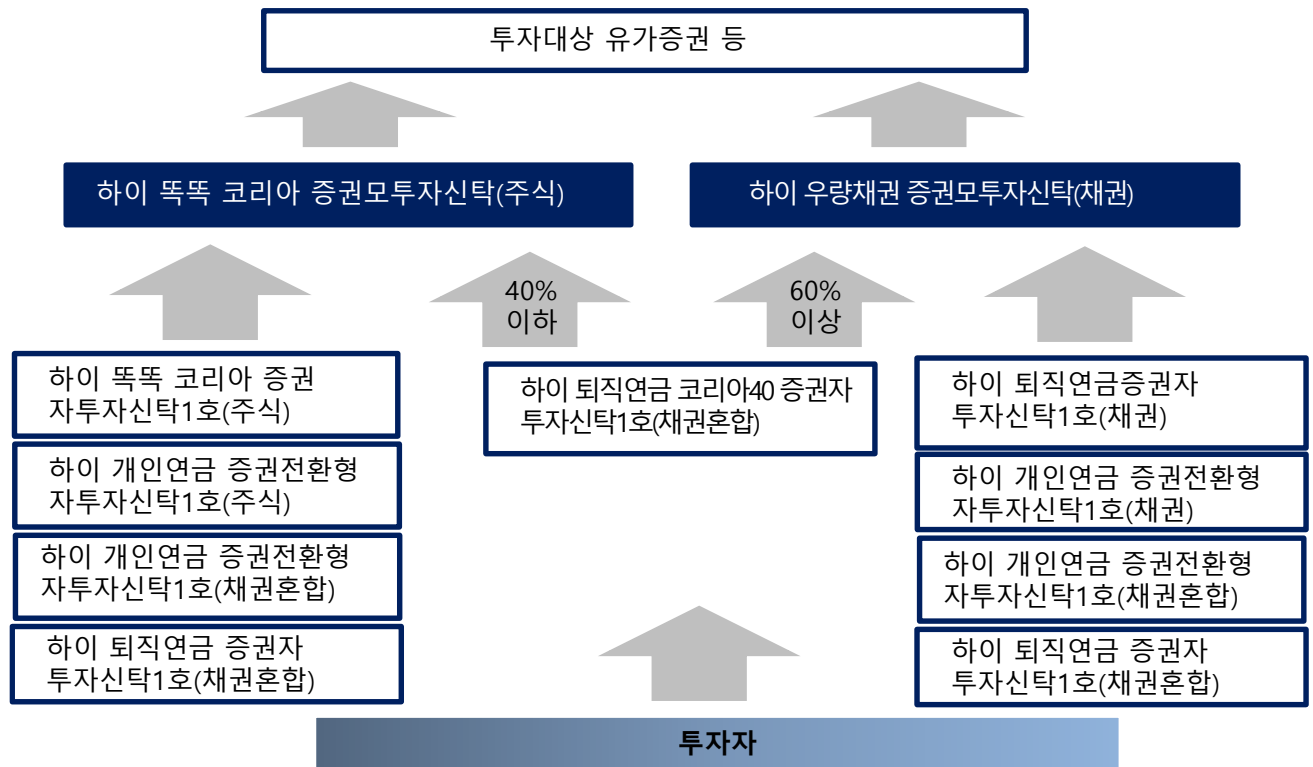 투자대상 유가증권 등
하이 똑똑 코리아 증권모투자신탁(주식)
하이 우량채권 증권모투자신탁(채권)
40%
이하
60%
이상
하이 똑똑 코리아 증권
자투자신탁1호(주식)
하이 개인연금 증권전환형
자투자신탁1호(주식)
하이 개인연금 증권전환형
자투자신탁1호(채권혼합)
하이 퇴직연금 증권자
투자신탁1호(채권혼합)
하이 퇴직연금 코리아40 증권자
투자신탁1호(채권혼합)
하이 퇴직연금증권자
투자신탁1호(채권)
하이 개인연금 증권전환형
자투자신탁1호(채권)
하이 개인연금 증권전환형
자투자신탁1호(채권혼합)
하이 퇴직연금 증권자
투자신탁1호(채권혼합)
투자자